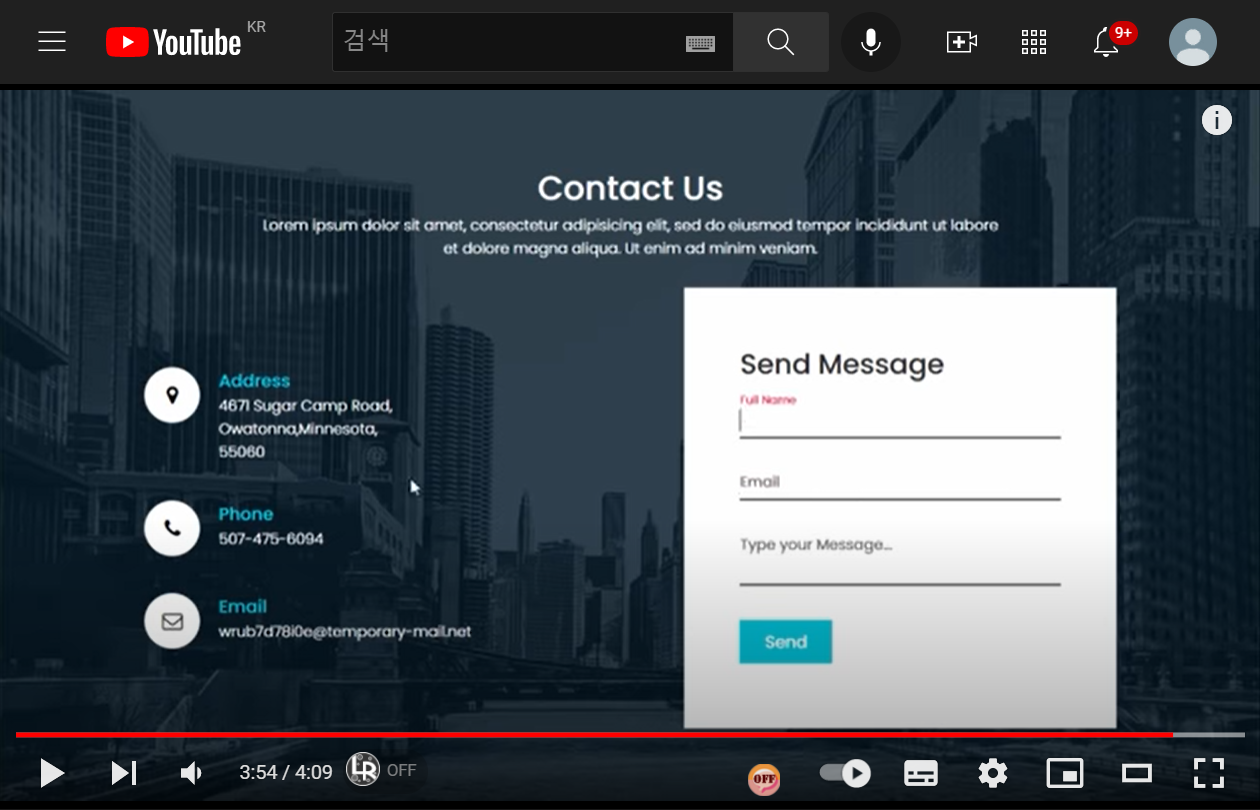 YouTube KR
검색
9+
Contact Us
Lorem ipsum dolor sit amet, consectetur adipisicing elit, sed do eiusmod tempor incididunt ut labore
et dolore magna aliqua. Ut enim ad minim veniam.
Address
4671 Sugar Camp Road,
Owatonna,Minnesota,
55060
Phone
507-475-6094
Email
wrub7d78i0e@temporary-mail.net
Send Message
Full Name
Email
Type your Message...
Send
3:54 / 4:09
LR OFF
OFF